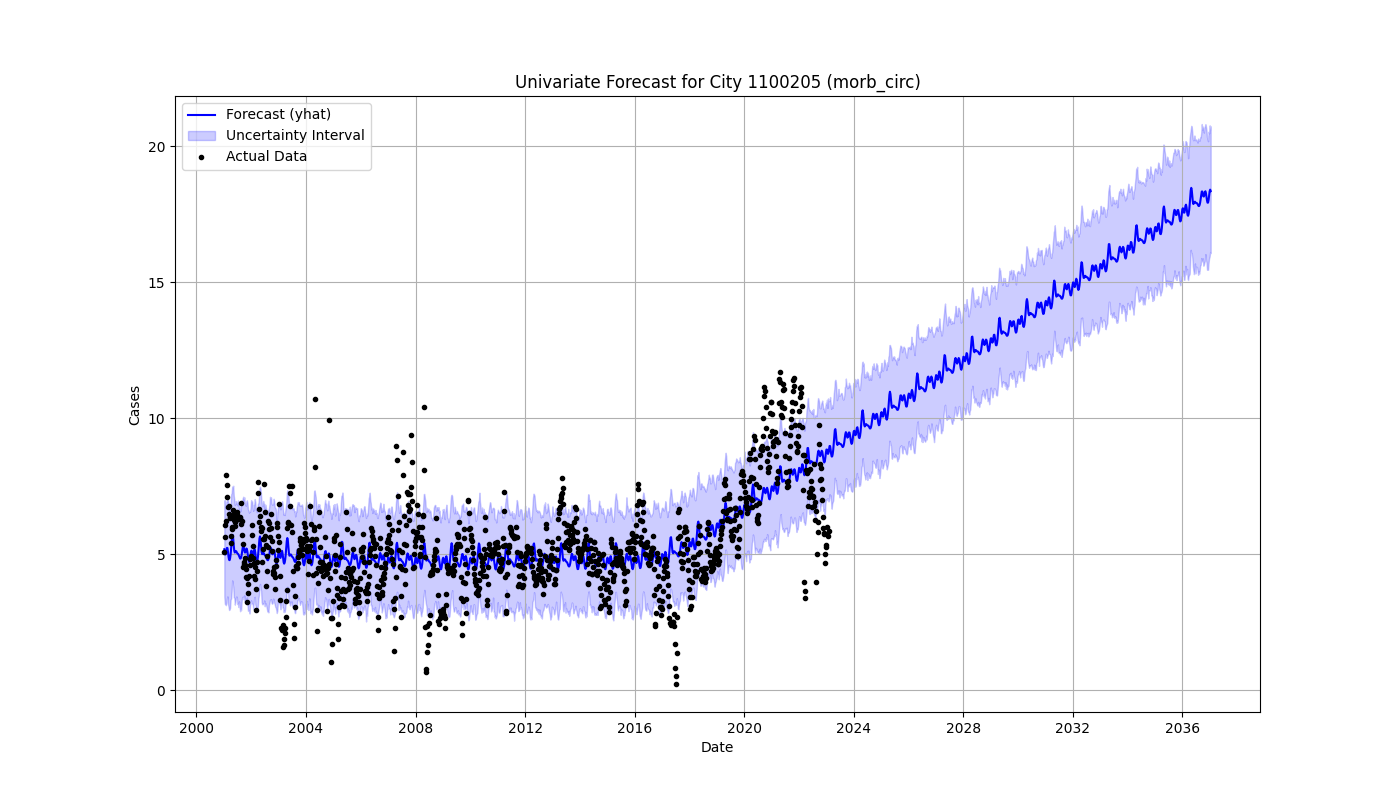 Univariate Forecast for City 1100205 (morb_circ)
Forecast (yhat)
Uncertainty Interval
Actual Data
Cases
20
15
10
5
0
2000 2004 2008 2012 2016 2020 2024 2028 2032 2036
Date